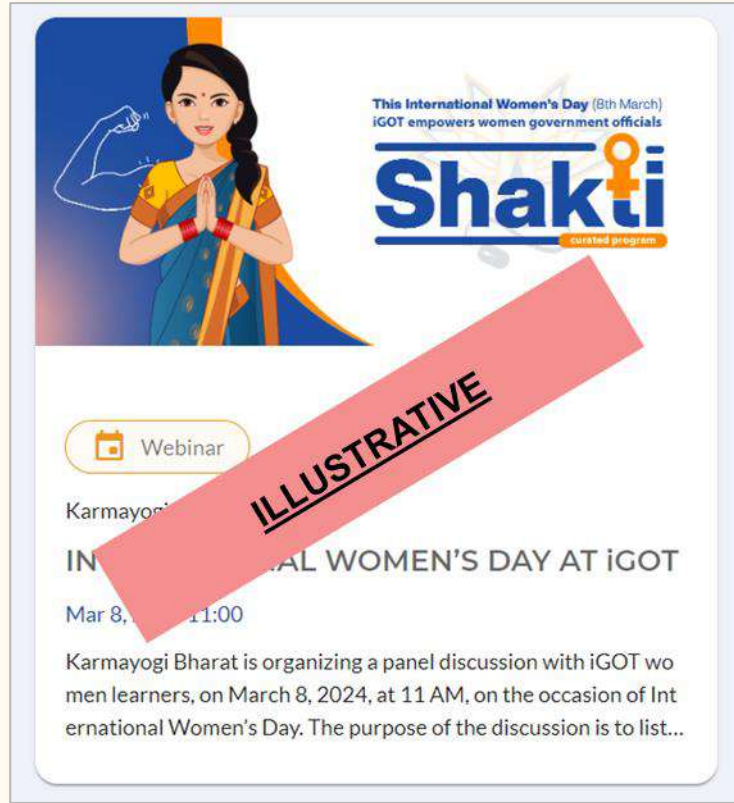 This International Women's Day (8th March)
iGOT empowers women government officials
Shakti
curated program
ILLUSTRATIVE
Webinar
Karmayogi
IN AL WOMEN'S DAY AT iGOT
Mar 8, 11:00
Karmayogi Bharat is organizing a panel discussion with iGOT wo
men learners, on March 8, 2024, at 11 AM, on the occasion of Int
ernational Women's Day. The purpose of the discussion is to list...